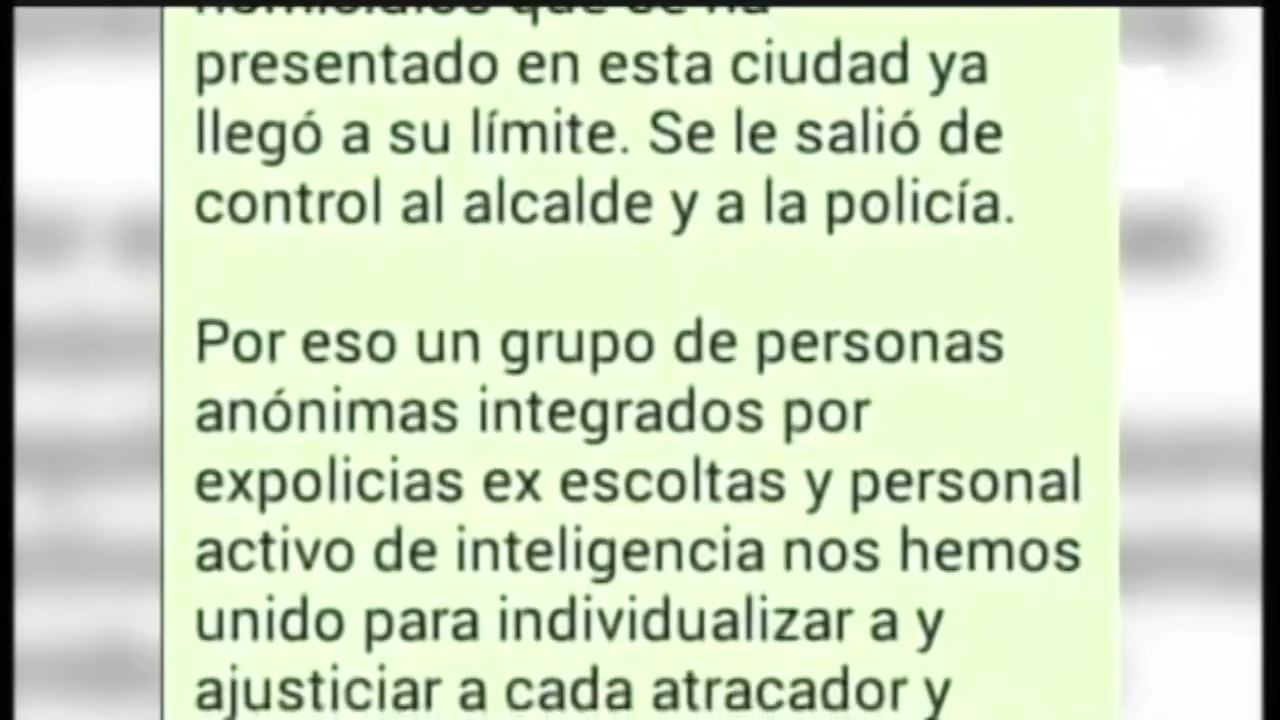 presentado en esta ciudad ya
llegó a su límite. Se le salió de
control al alcalde y a la policía.
Por eso un grupo de personas
anónimas integrados por
expolicias ex escoltas y personal
activo de inteligencia nos hemos
unido para individualizar a y
ajusticiar a cada atracador y